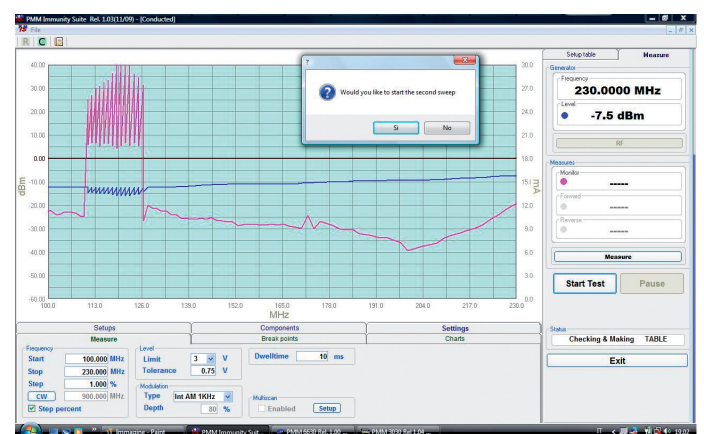 PMM Immunity Suite Rel. 1.03(11/09) - [Conducted]
File
R C
Setup table Measure
Generator
Frequency
230.0000 MHz
Level
-7.5 dBm
RF
Measures
Monitor
-----
Forward
-----
Reverse
-----
Measure
Start Test Pause
Status
Checking & Making TABLE
Exit
?
Would you like to start the second sweep
Si No
40.00
30.00
20.00
10.00
0.00
-10.00
-20.00
-30.00
-40.00
-50.00
-60.00
dBm
30.0
27.0
24.0
21.0
18.0
15.0
12.0
9.0
6.0
3.0
0.0
mA
100.0 113.0 126.0 139.0 152.0 165.0 178.0 191.0 204.0 217.0 230.0
MHz
Setups Components Settings
Measure Break points Charts
Frequency
Start 100.000 MHz
Stop 230.000 MHz
Step 1.000 %
CW 900.000 MHz
Step percent
Level
Limit 3 V
Tolerance 0.75 V
Modulation
Type Int AM 1KHz
Depth 80 %
Dwelltime 10 ms
Multiscan
Enabled Setup
Immagine - Paint PMM Immunity Suit... PMM 6630 Rel. 1.00 ... PMM 3030 Rel 1.04 ... IT 19.02